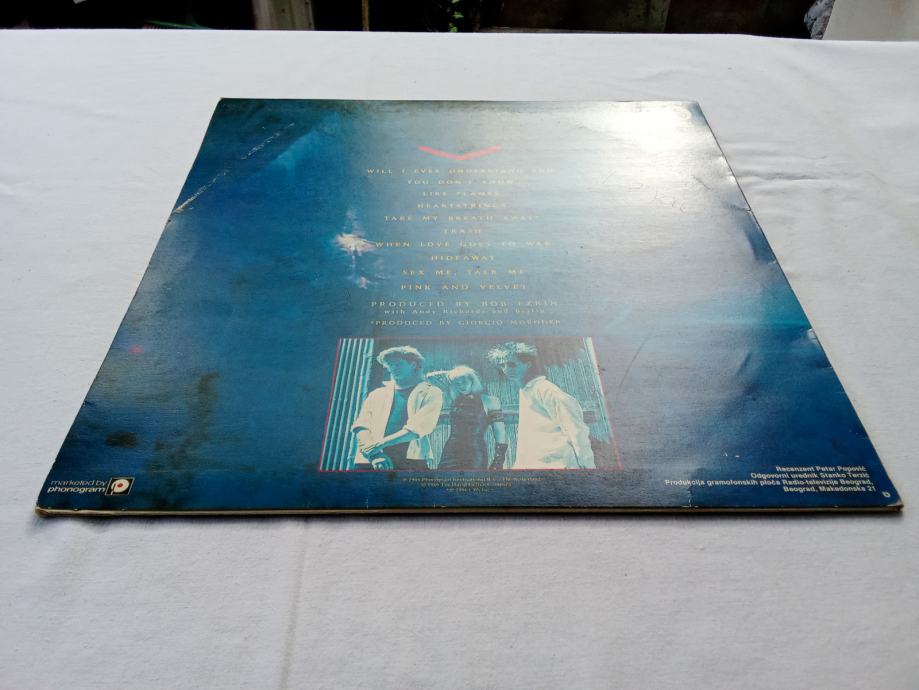 WILL I EVER UNDERSTAND YOU
YOU DON'T KNOW
LIKE FLAMES
HEARTSTRINGS
TAKE MY BREATH AWAY*
TRASH
WHEN LOVE GOES TO WAR
HIDEAWAY
SEX ME, TALK ME
PINK AND VELVET
PRODUCED BY BOB EZRIN
with Andy Richards and Berlin
*PRODUCED BY GIORGIO MORODER
marketed by
phonogram
Recenzent Petar Popović
Odgovorni urednik Stanko Terzić
Produkcija gramofonskih ploča Radio-televizije Beograd,
Beograd, Makedonska 21